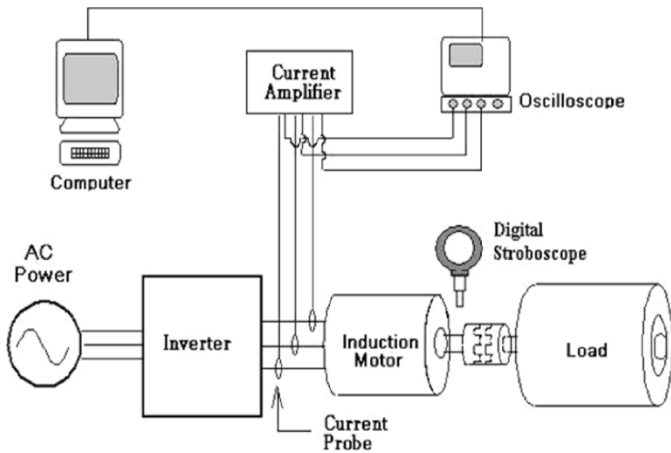 Current
Amplifier
Oscilloscope
Computer
Digital
Stroboscope
AC
Power
Inverter
Induction
Motor
Load
Current
Probe